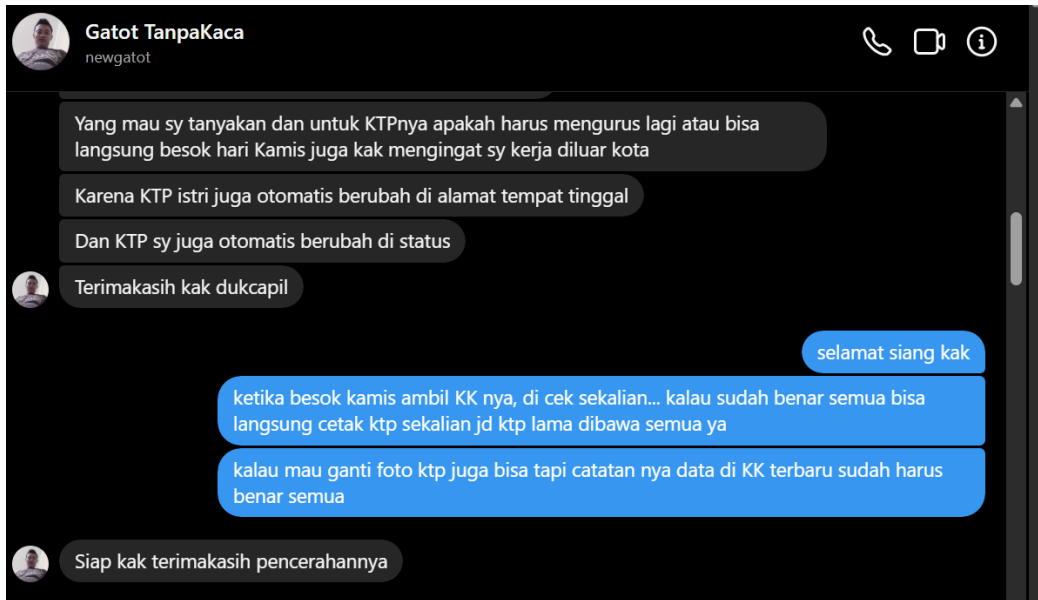 Gatot TanpaKaca
newgatot
Yang mau sy tanyakan dan untuk KTPnya apakah harus mengurus lagi atau bisa
langsung besok hari Kamis juga kak mengingat sy kerja diluar kota
Karena KTP istri juga otomatis berubah di alamat tempat tinggal
Dan KTP sy juga otomatis berubah di status
Terimakasih kak dukcapil
selamat siang kak
ketika besok kamis ambil KK nya, di cek sekalian... kalau sudah benar semua bisa
langsung cetak ktp sekalian jd ktp lama dibawa semua ya
kalau mau ganti foto ktp juga bisa tapi catatan nya data di KK terbaru sudah harus
benar semua
Siap kak terimakasih pencerahannya